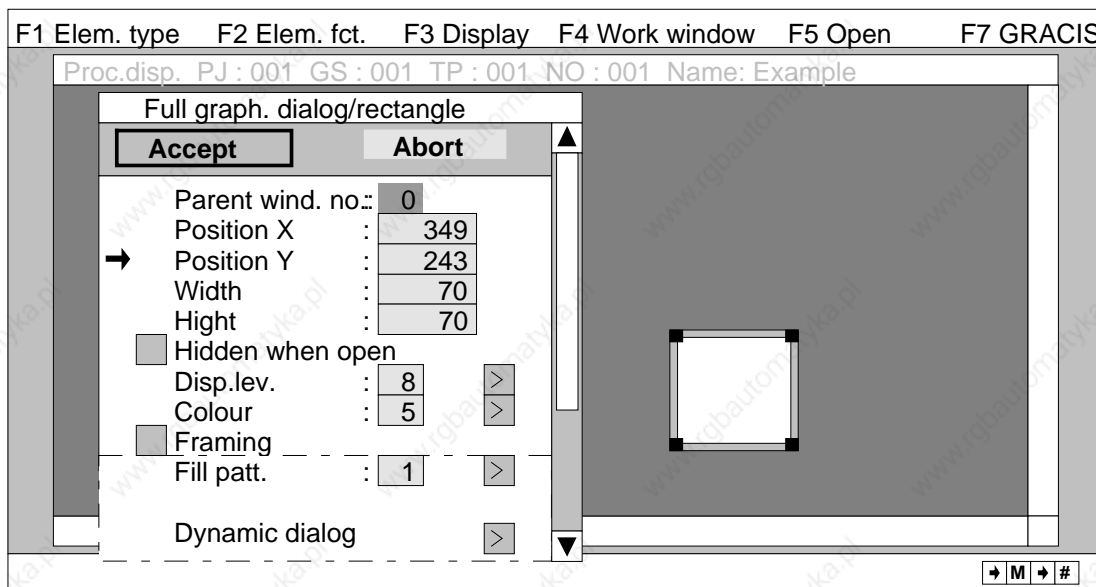 F1 Elem. type F2 Elem. fct. F3 Display F4 Work window F5 Open F7 GRACIS
Proc.disp. PJ : 001 GS : 001 TP : 001 NO : 001 Name: Example
Full graph. dialog/rectangle
Accept Abort
Parent wind. no.: : 0
Position X : 349
Position Y : 243
Width : 70
Hight : 70
Hidden when open
Disp.lev. : 8 >
Colour : 5 >
Framing
Fill patt. : 1 >
Dynamic dialog >
M #
www.rgbautomatyka.pl